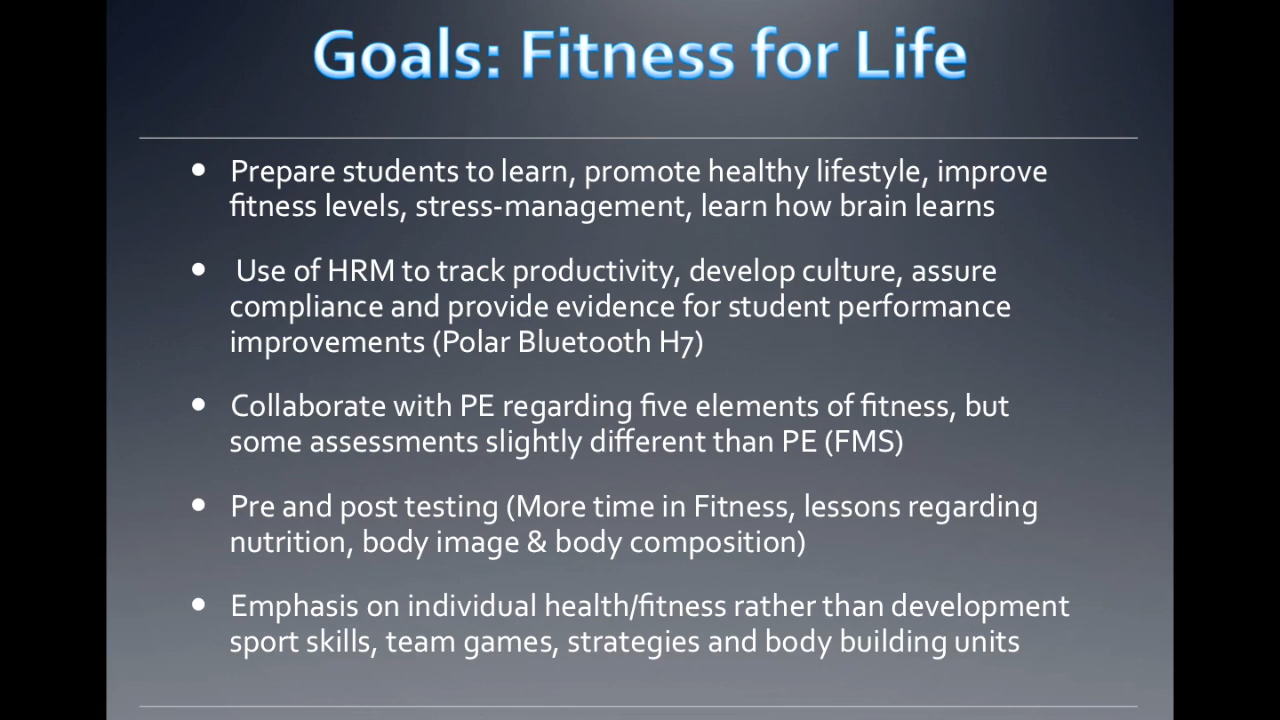 Goals: Fitness for Life
• Prepare students to learn, promote healthy lifestyle, improve
fitness levels, stress-management, learn how brain learns
• Use of HRM to track productivity, develop culture, assure
compliance and provide evidence for student performance
improvements (Polar Bluetooth H7)
• Collaborate with PE regarding five elements of fitness, but
some assessments slightly different than PE (FMS)
• Pre and post testing (More time in Fitness, lessons regarding
nutrition, body image & body composition)
• Emphasis on individual health/fitness rather than development
sport skills, team games, strategies and body building units